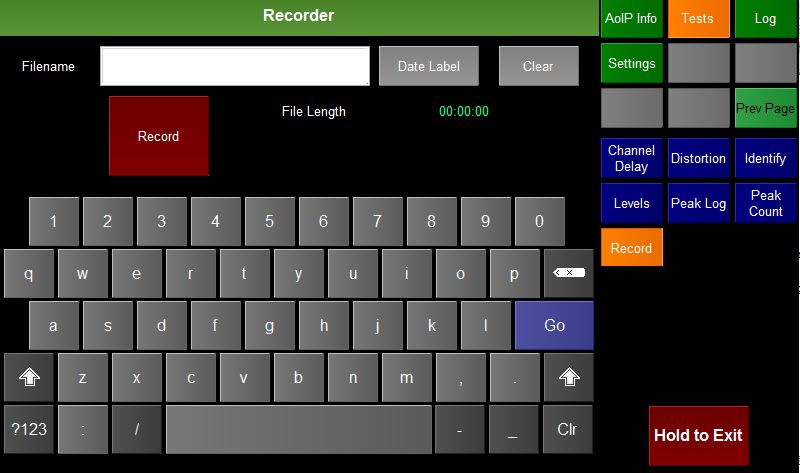 Recorder
Filename
Date Label
Clear
Record
File Length
00:00:00
1 2 3 4 5 6 7 8 9 0
q w e r t y u i o p
a s d f g h j k l Go
z x c v b n m , .
?123 : / - _ Clr
AoIP Info
Tests
Log
Settings
Prev Page
Channel
Delay
Distortion
Identify
Levels
Peak Log
Peak
Count
Record
Hold to Exit